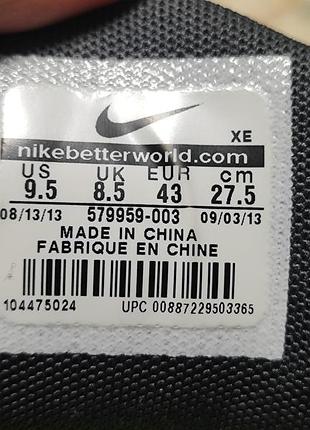 XE
nikebetterworld.com
US UK EUR cm
9.5 8.5 43 27.5
08/13/13 579959-003 09/03/13
MADE IN CHINA
FABRIQUE EN CHINE
104475024 UPC 00887229503365